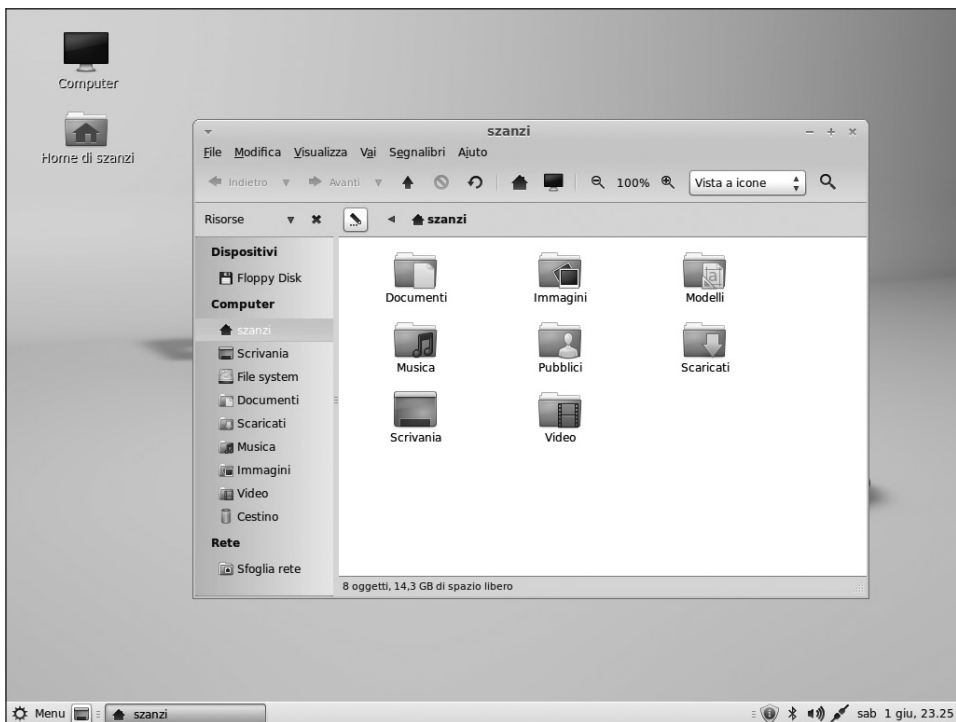 Computer
Home di szanzi
szanzi
File Modifica Visualizza Vai Segnalibri Aiuto
Indietro Avanti 100% Vista a icone
Risorse szanzi
Dispositivi
Floppy Disk
Computer
szanzi
Scrivania
File system
Documenti
Scaricati
Musica
Immagini
Video
Cestino
Rete
Sfoglia rete
Documenti Immagini Modelli
Musica Pubblici Scaricati
Scrivania Video
8 oggetti, 14,3 GB di spazio libero
Menu szanzi sab 1 giu, 23.25